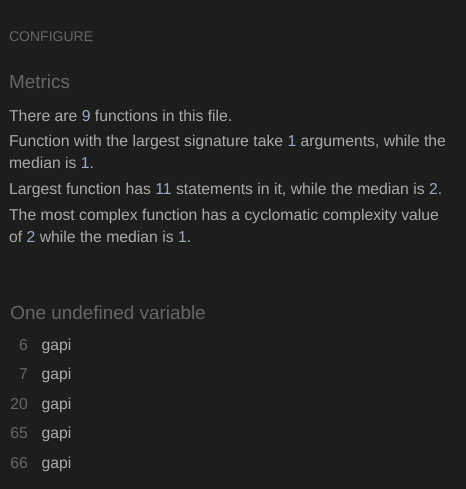 CONFIGURE
Metrics
There are 9 functions in this file.
Function with the largest signature take 1 arguments, while the
median is 1.
Largest function has 11 statements in it, while the median is 2.
The most complex function has a cyclomatic complexity value
of 2 while the median is 1.
One undefined variable
6 gapi
7 gapi
20 gapi
65 gapi
66 gapi